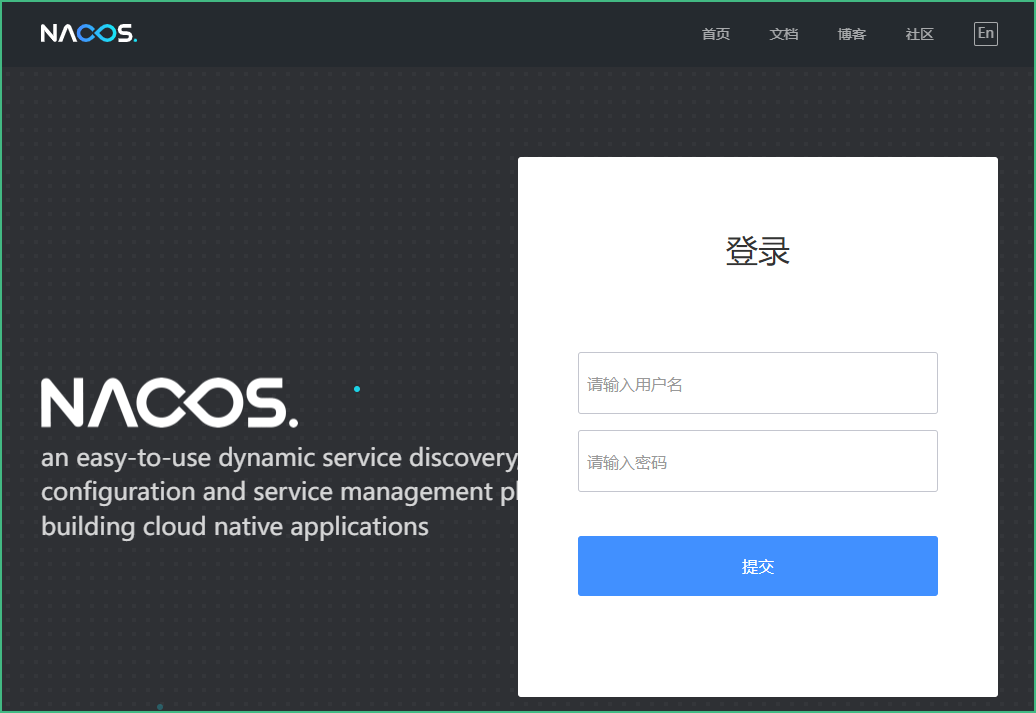 NACOS.
首页 文档 博客 社区 En
登录
请输入用户名
请输入密码
提交
NACOS.
an easy-to-use dynamic service discovery,
configuration and service management pl
building cloud native applications